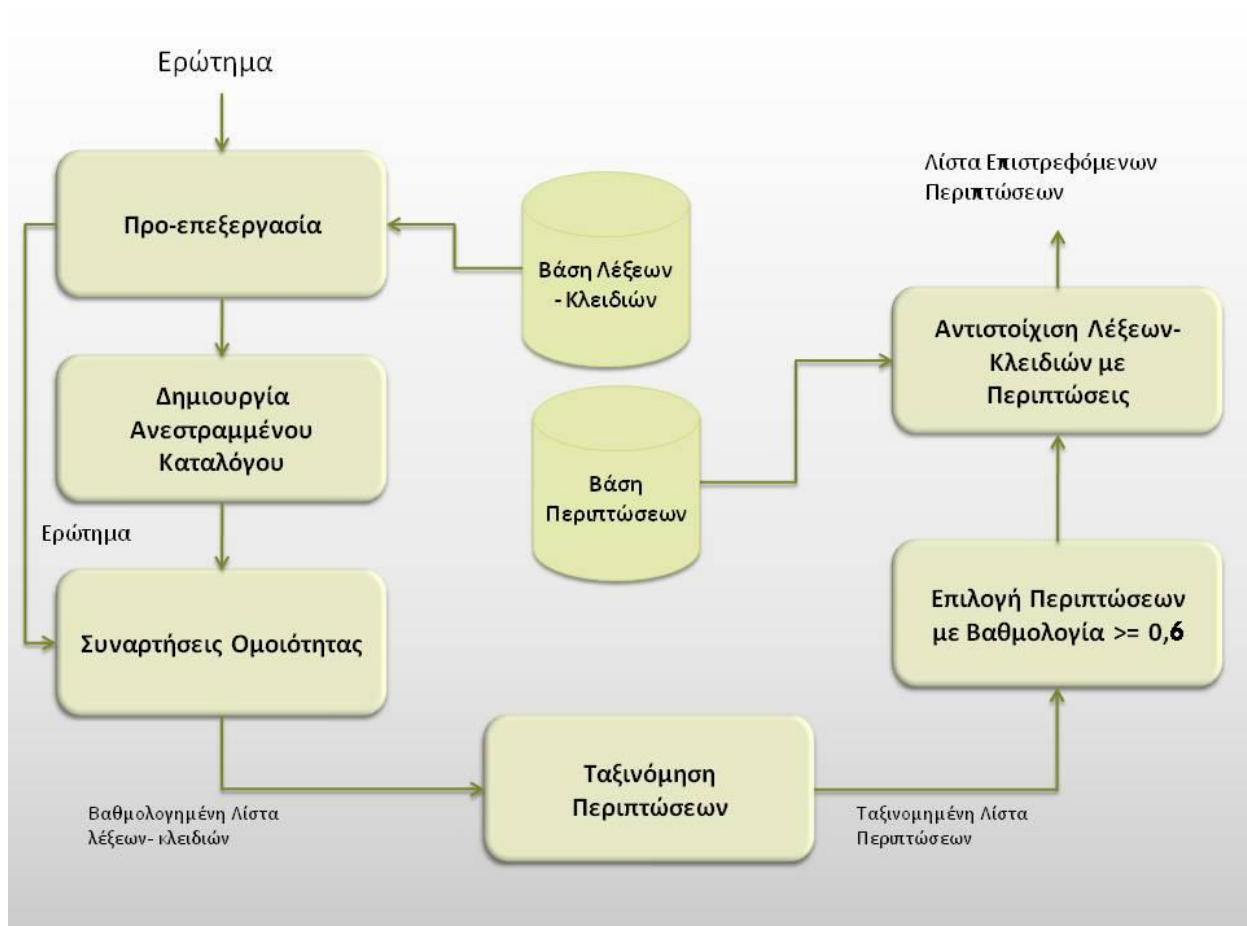 Ερώτημα
Προ-επεξεργασία
Βάση Λέξεων
- Κλειδιών
Δημιουργία
Ανεστραμμένου
Καταλόγου
Βάση
Περιπτώσεων
Ερώτημα
Συναρτήσεις Ομοιότητας
Βαθμολογημένη Λίστα
λέξεων- κλειδιών
Ταξινόμηση
Περιπτώσεων
Ταξινομημένη Λίστα
Περιπτώσεων
Επιλογή Περιπτώσεων
με Βαθμολογία >= 0,6
Αντιστοίχιση Λέξεων-
Κλειδιών με
Περιπτώσεις
Λίστα Επιστρεφόμενων
Περιπτώσεων